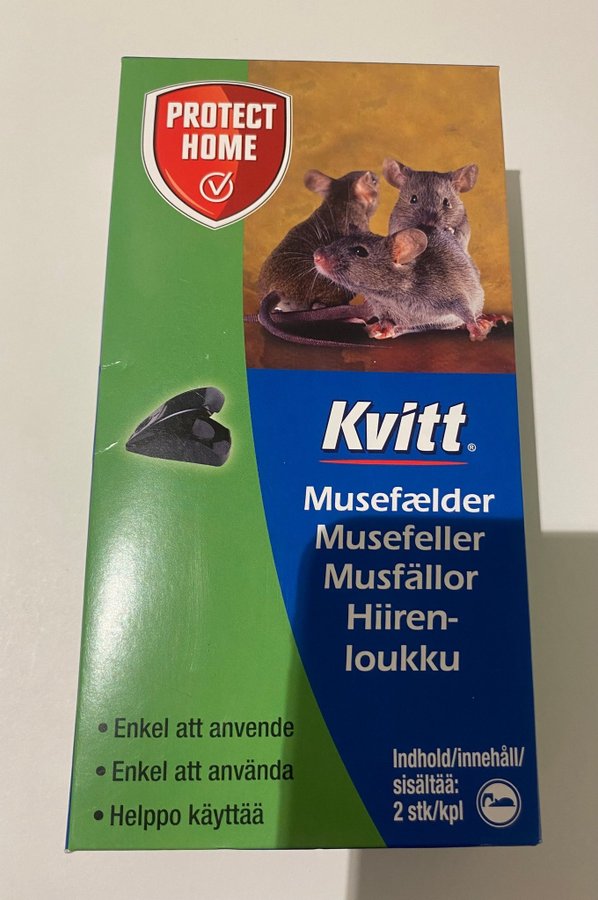 PROTECT
HOME
Kvitt®
Musefælder
Musefeller
Musfällor
Hiiren-
loukku
• Enkel att anvende
• Enkel att använda
• Helppo käyttää
Indhold/innehåll/
sisältää:
2 stk/kpl